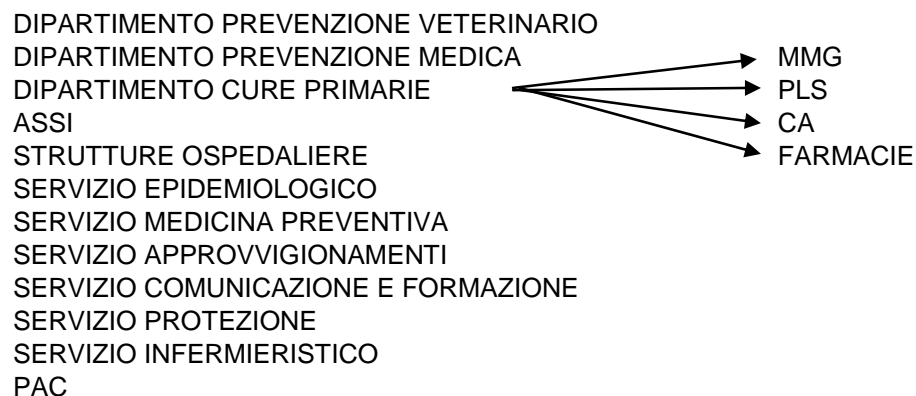 DIPARTIMENTO PREVENZIONE VETERINARIO
DIPARTIMENTO PREVENZIONE MEDICA
DIPARTIMENTO CURE PRIMARIE
ASSI
STRUTTURE OSPEDALIERE
SERVIZIO EPIDEMIOLOGICO
SERVIZIO MEDICINA PREVENTIVA
SERVIZIO APPROVVIGIONAMENTI
SERVIZIO COMUNICAZIONE E FORMAZIONE
SERVIZIO PROTEZIONE
SERVIZIO INFERMIERISTICO
PAC
MMG
PLS
CA
FARMACIE